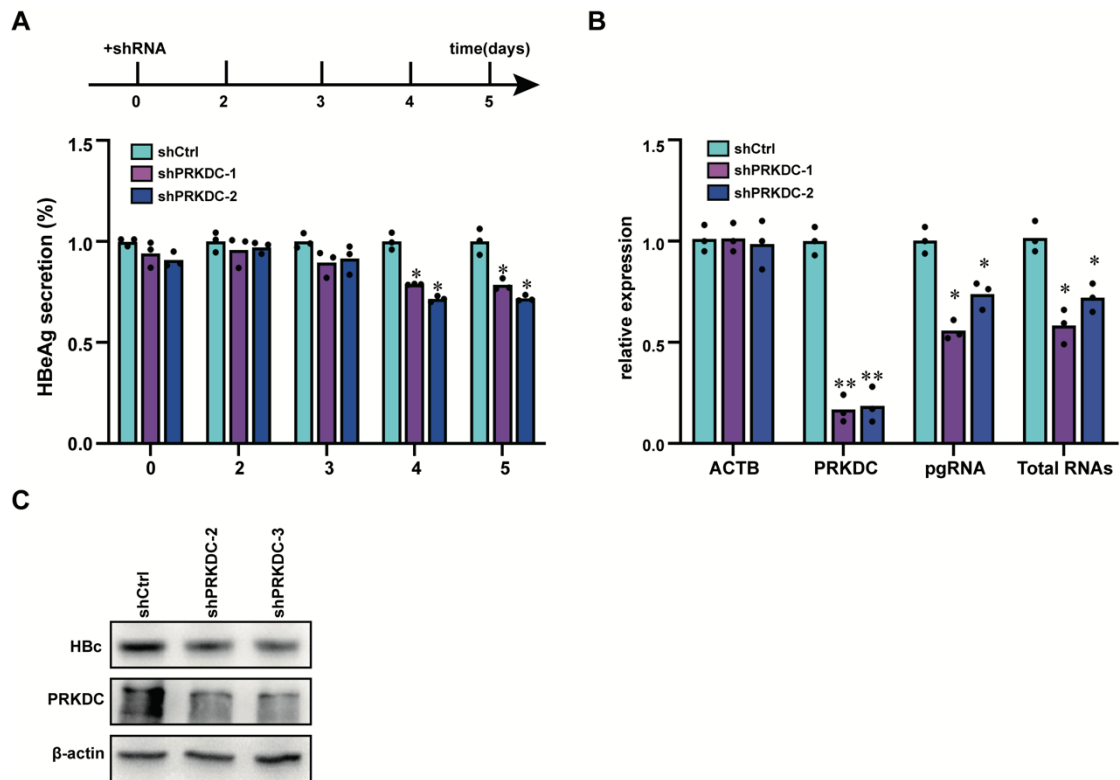 A
+shRNA
time(days)
0 2 3 4 5
1.5
1.0
0.5
0.0
HBeAg secretion (%)
shCtrl
shPRKDC-1
shPRKDC-2
* *
* *
0 2 3 4 5
B
1.5
1.0
0.5
0.0
relative expression
shCtrl
shPRKDC-1
shPRKDC-2
** **
* *
* *
ACTB PRKDC pgRNA Total RNAs
C
shCtrl
shPRKDC-2
shPRKDC-3
HBc
PRKDC
β-actin